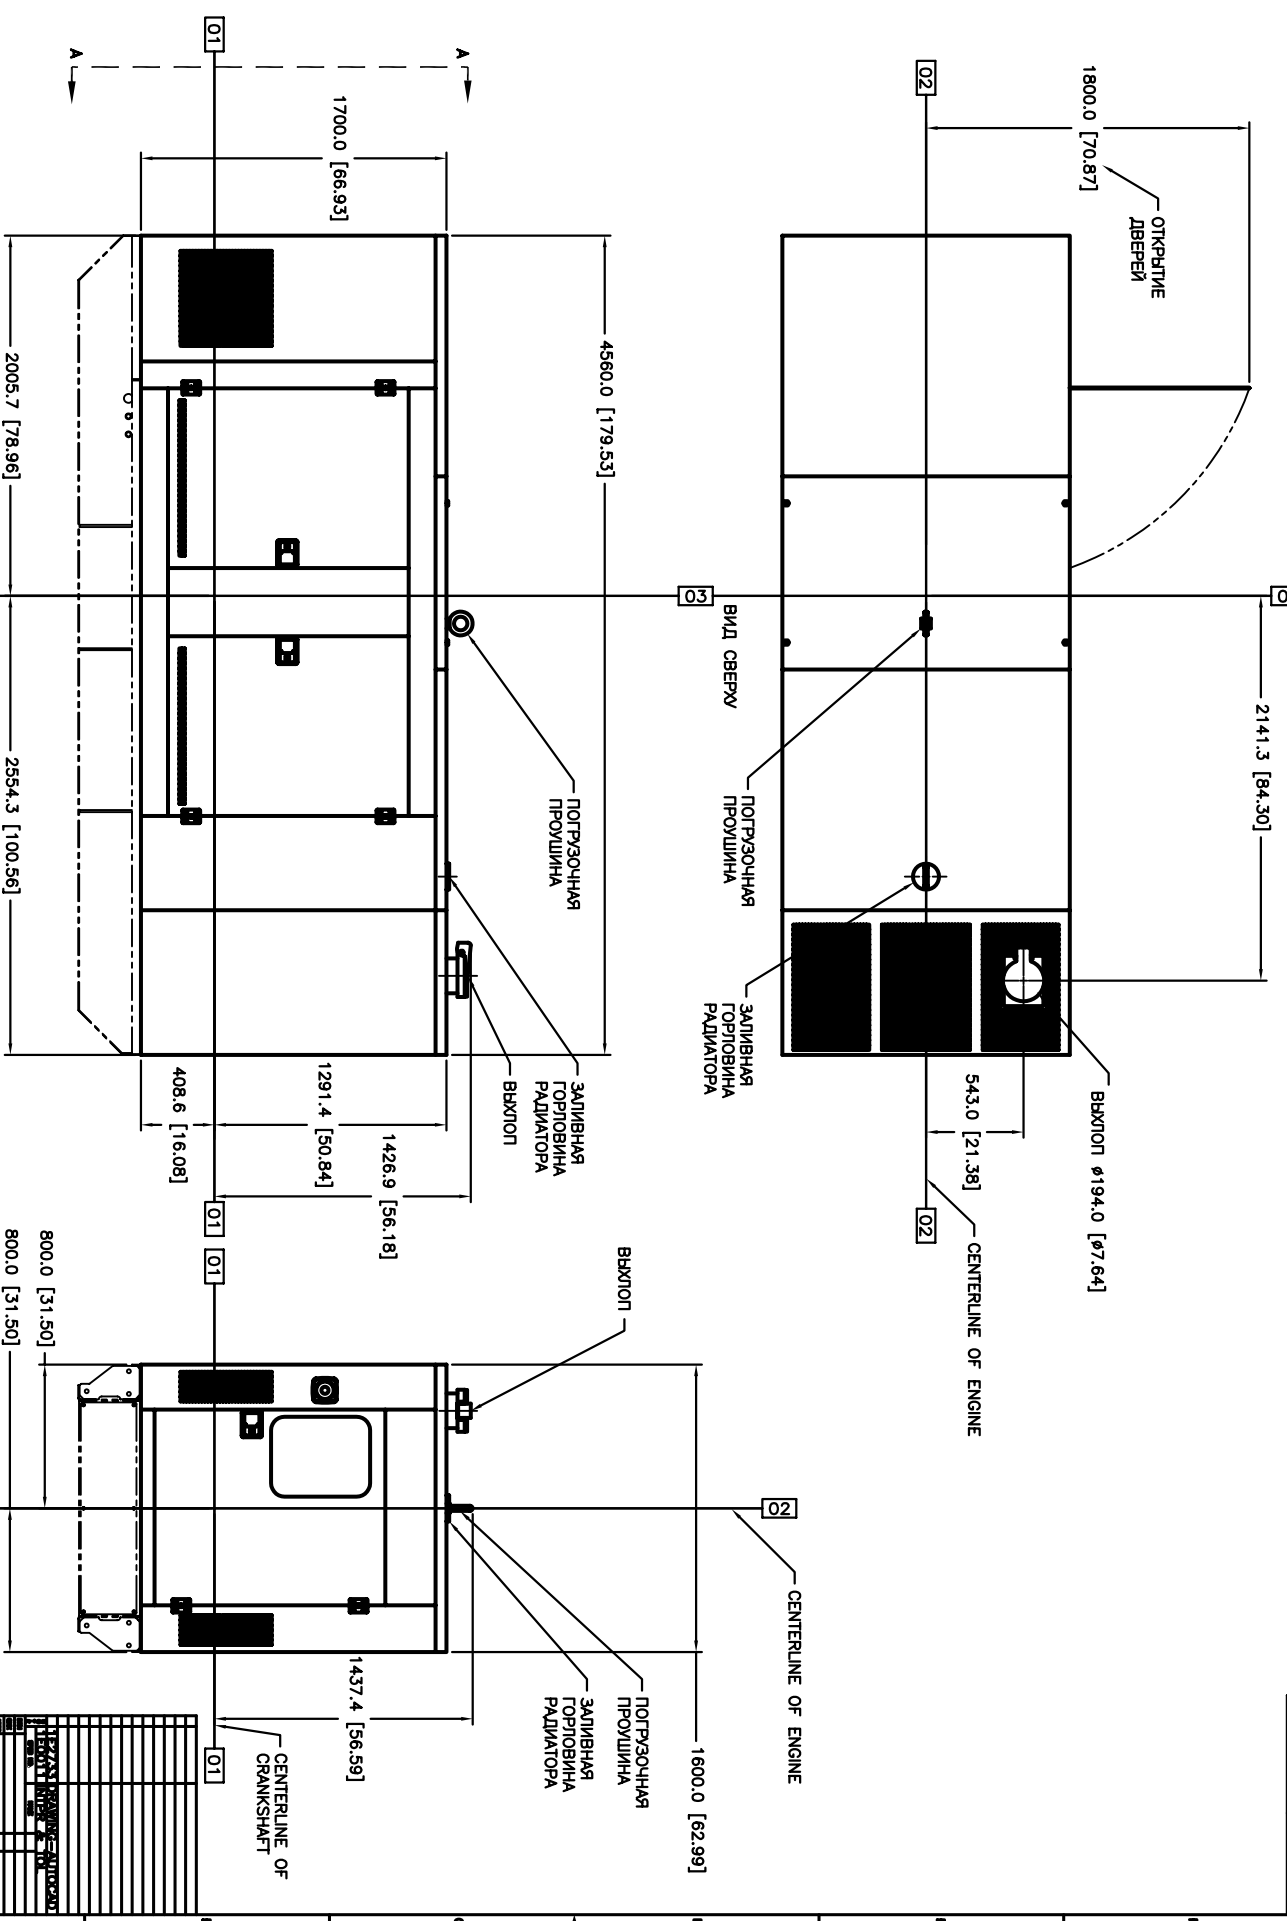 02
1800.0 [70.87]
ОТКРЫТИЕ
ДВЕРЕЙ
2141.3 [84.30]
ПОГРУЗОЧНАЯ
ПРОУШИНА
ЗАЛИВНАЯ
ГОРЛОВИНА
РАДИАТОРА
ВЫХЛОП ø194.0 [ø7.64]
543.0 [21.38]
02
CENTERLINE OF ENGINE
ВИД СВЕРХУ
03
01
A
A
1700.0 [66.93]
4560.0 [179.53]
2005.7 [78.96]
2554.3 [100.56]
ПОГРУЗОЧНАЯ
ПРОУШИНА
ЗАЛИВНАЯ
ГОРЛОВИНА
РАДИАТОРА
ВЫХЛОП
408.6 [16.08]
1291.4 [50.84]
1426.9 [56.18]
01
01
ВЫХЛОП
800.0 [31.50]
800.0 [31.50]
02
CENTERLINE OF ENGINE
1600.0 [62.99]
ПОГРУЗОЧНАЯ
ПРОУШИНА
ЗАЛИВНАЯ
ГОРЛОВИНА
РАДИАТОРА
1437.4 [56.59]
CENTERLINE OF
CRANKSHAFT
01